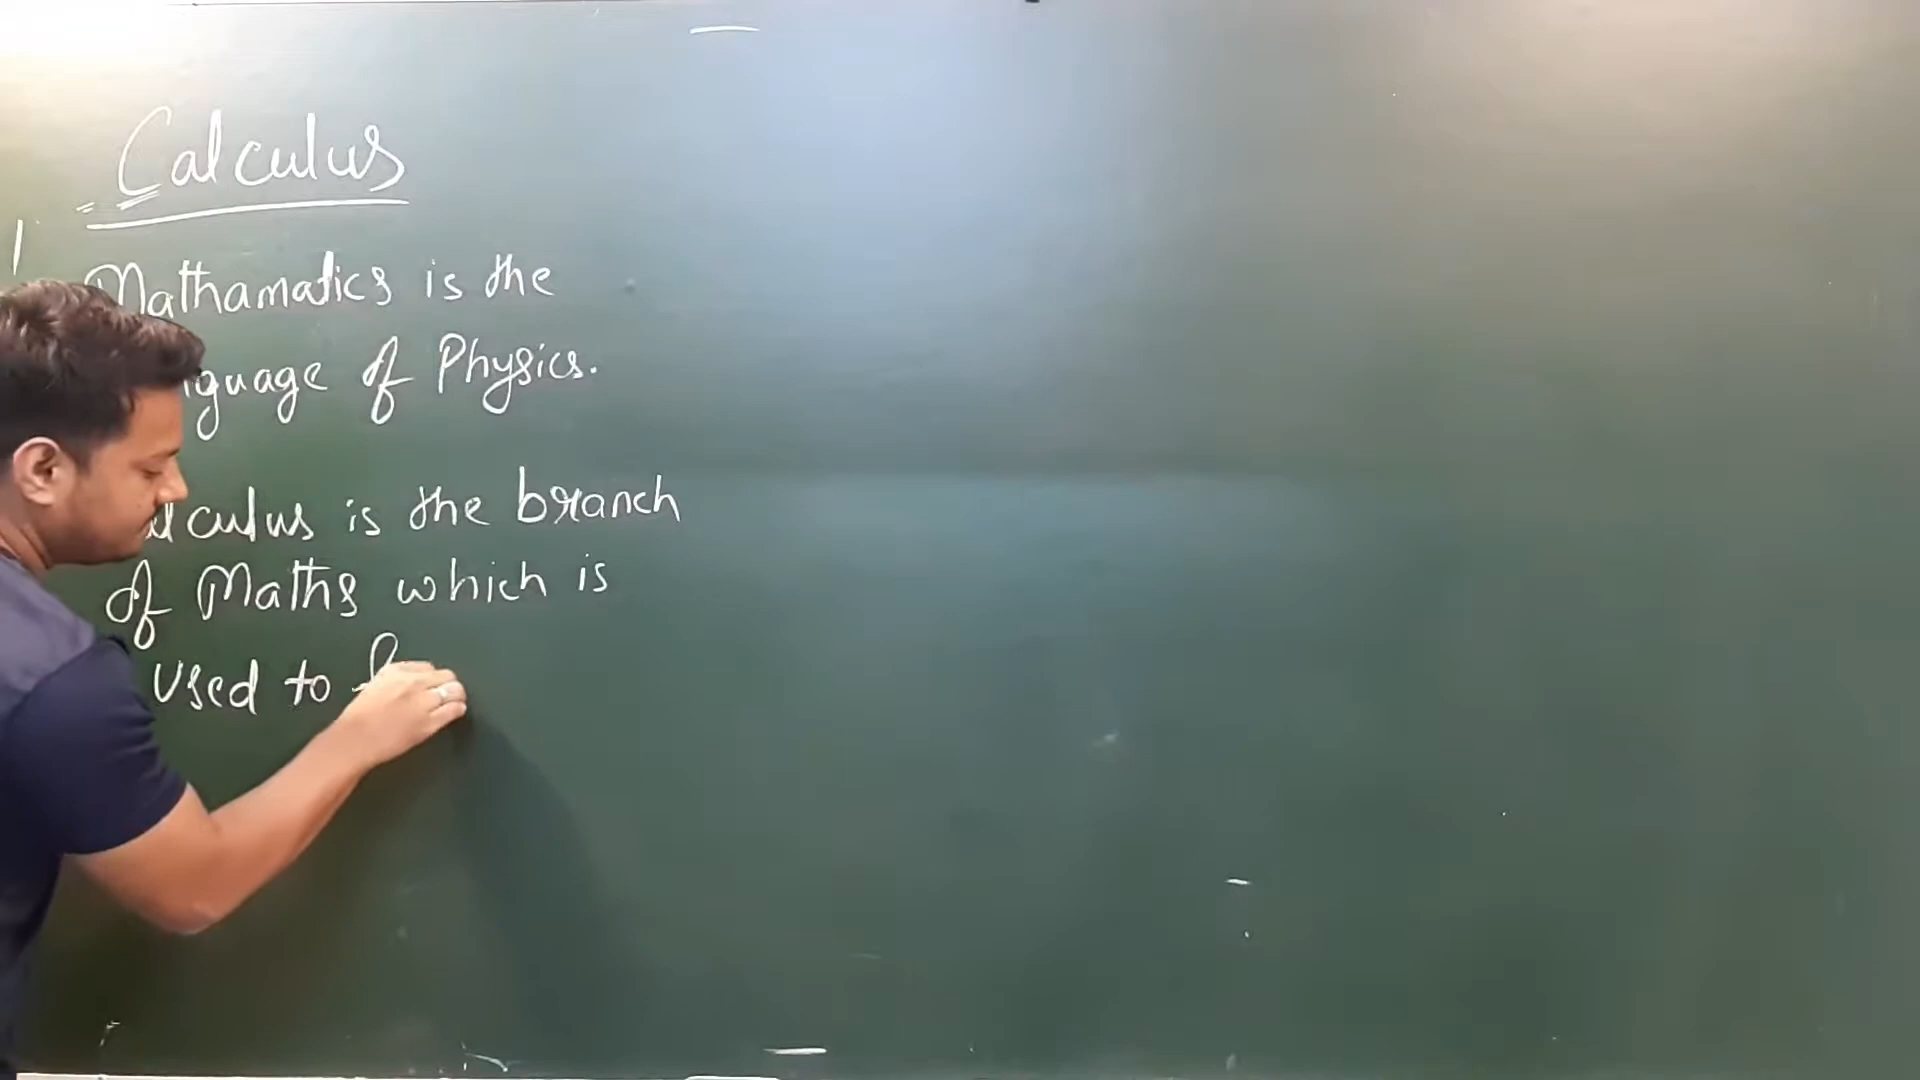 Calculus
Mathamatics is the
nguage of Physics.
alculus is the branch
of Maths which is
used to